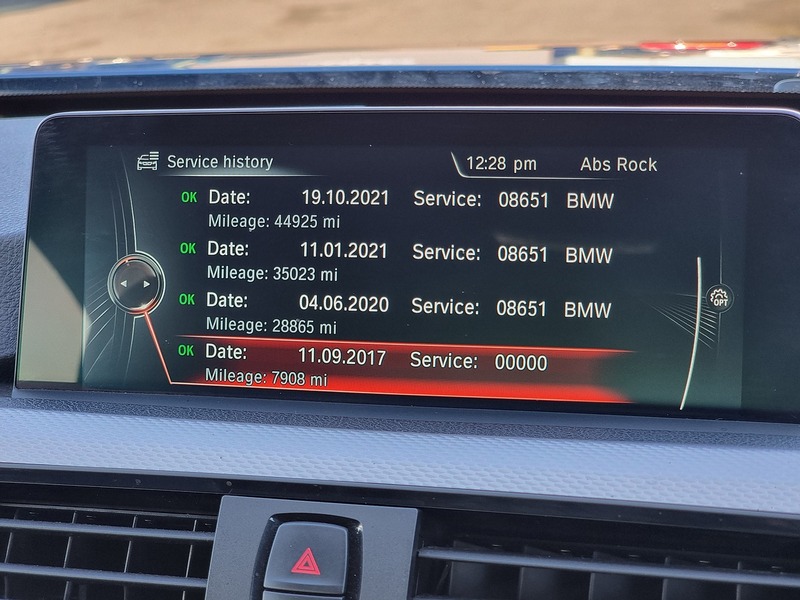 Service history 12:28 pm Abs Rock
OK Date: 19.10.2021 Service: 08651 BMW
Mileage: 44925 mi
OK Date: 11.01.2021 Service: 08651 BMW
Mileage: 35023 mi
OK Date: 04.06.2020 Service: 08651 BMW
Mileage: 28865 mi
OPT
OK Date: 11.09.2017 Service: 00000
Mileage: 7908 mi